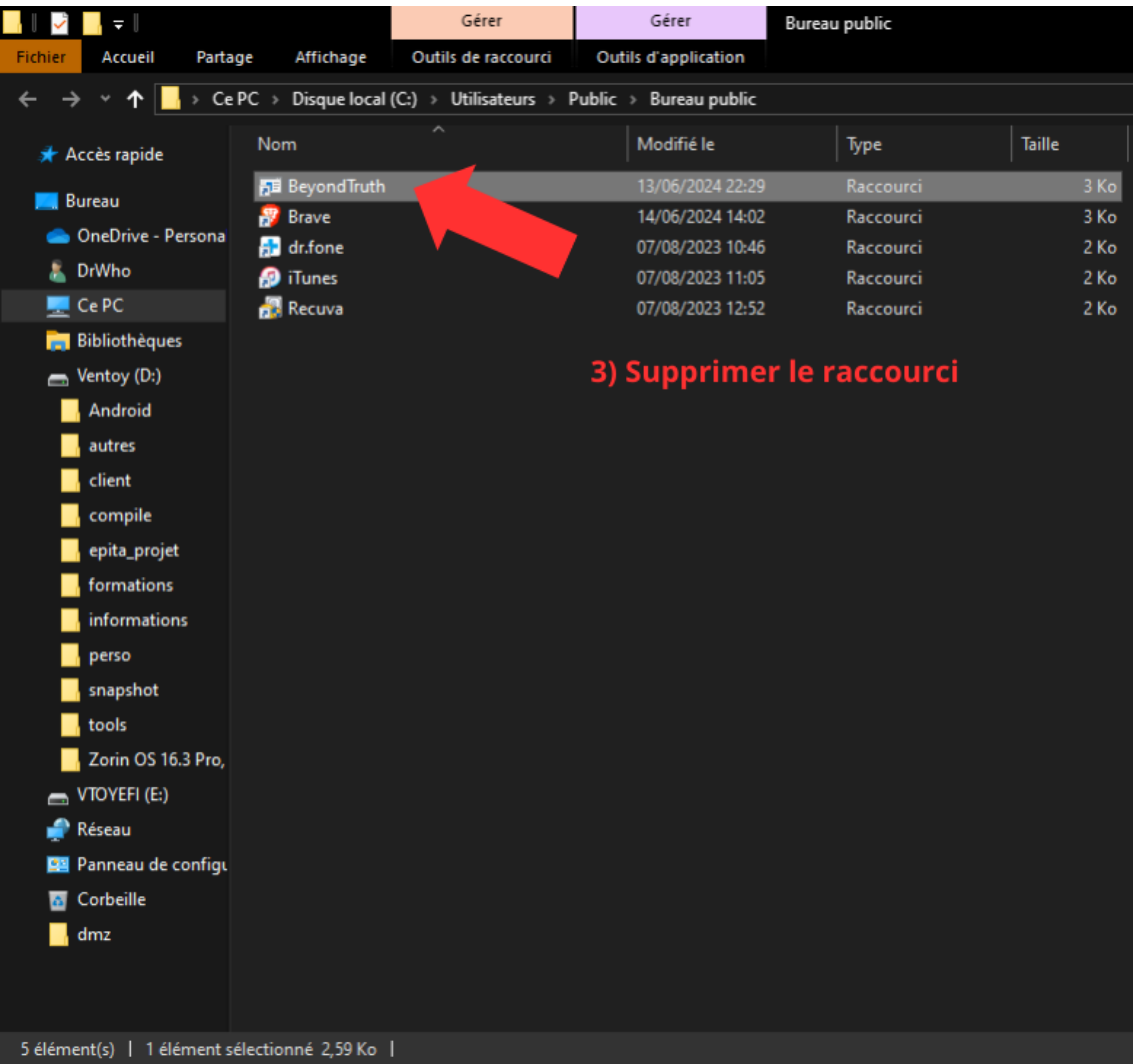 Gérer Gérer Bureau public
Fichier Accueil Partage Affichage Outils de raccourci Outils d'application
Ce PC > Disque local (C:) > Utilisateurs > Public > Bureau public
Nom Modifié le Type Taille
Accès rapide
BeyondTruth 13/06/2024 22:29 Raccourci 3 Ko
Bureau
Brave 14/06/2024 14:02 Raccourci 3 Ko
OneDrive - Persona
dr.fone 07/08/2023 10:46 Raccourci 2 Ko
DrWho
iTunes 07/08/2023 11:05 Raccourci 2 Ko
Ce PC
Recuva 07/08/2023 12:52 Raccourci 2 Ko
Bibliothèques
3) Supprimer le raccourci
Ventoy (D:)
Android
autres
client
compile
epita_projet
formations
informations
perso
snapshot
tools
Zorin OS 16.3 Pro,
VTOYEFI (E:)
Réseau
Panneau de configu
Corbeille
dmz
5 élément(s) | 1 élément sélectionné 2,59 Ko |